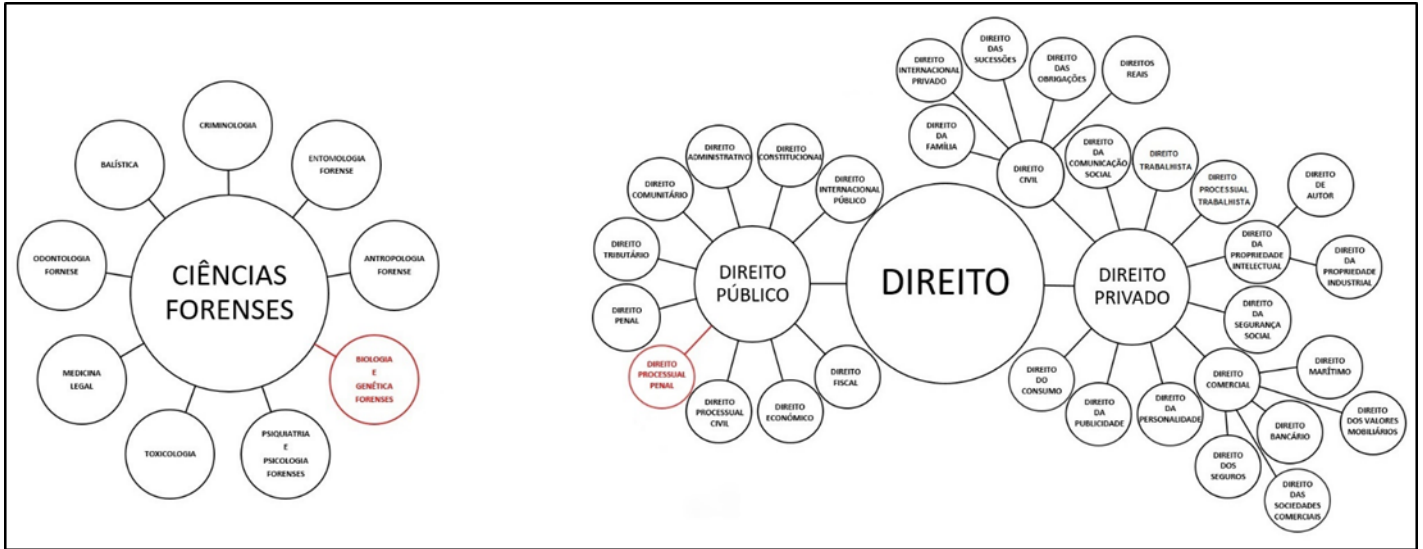 CRIMINOLOGIA
BALÍSTICA
ENTOMOLOGIA
FORENSE
ODONTOLOGIA
FORNESE
CIÊNCIAS
FORENSES
ANTROPOLOGIA
FORENSE
MEDICINA
LEGAL
BIOLOGIA
E
GENÉTICA
FORENSES
TOXICOLOGIA
PSIQUIATRIA
E
PSICOLOGIA
FORENSES
DIREITO
ADMINISTRATIVO
DIREITO
CONSTITUCIONAL
DIREITO
COMUNITÁRIO
DIREITO
INTERNACIONAL
PÚBLICO
DIREITO
TRIBUTÁRIO
DIREITO
PÚBLICO
DIREITO
PENAL
DIREITO
PROCESSUAL
PENAL
DIREITO
PROCESSUAL
CIVIL
DIREITO
ECONÓMICO
DIREITO
FISCAL
DIREITO
DIREITO
INTERNACIONAL
PRIVADO
DIREITO
DAS
SUCESSÕES
DIREITO
DAS
OBRIGAÇÕES
DIREITOS
REAIS
DIREITO
DA
FAMÍLIA
DIREITO
CIVIL
DIREITO
DA
COMUNICAÇÃO
SOCIAL
DIREITO
TRABALHISTA
DIREITO
PROCESSUAL
TRABALHISTA
DIREITO
DE
AUTOR
DIREITO
DA
PROPRIEDADE
INTELECTUAL
DIREITO
DA
PROPRIEDADE
INDUSTRIAL
DIREITO
PRIVADO
DIREITO
DA
SEGURANÇA
SOCIAL
DIREITO
DO
CONSUMO
DIREITO
DA
PUBLICIDADE
DIREITO
DA
PERSONALIDADE
DIREITO
COMERCIAL
DIREITO
MARÍTIMO
DIREITO
DOS VALORES
MOBILIÁRIOS
DIREITO
BANCÁRIO
DIREITO
DOS
SEGUROS
DIREITO
DAS
SOCIEDADES
COMERCIAIS